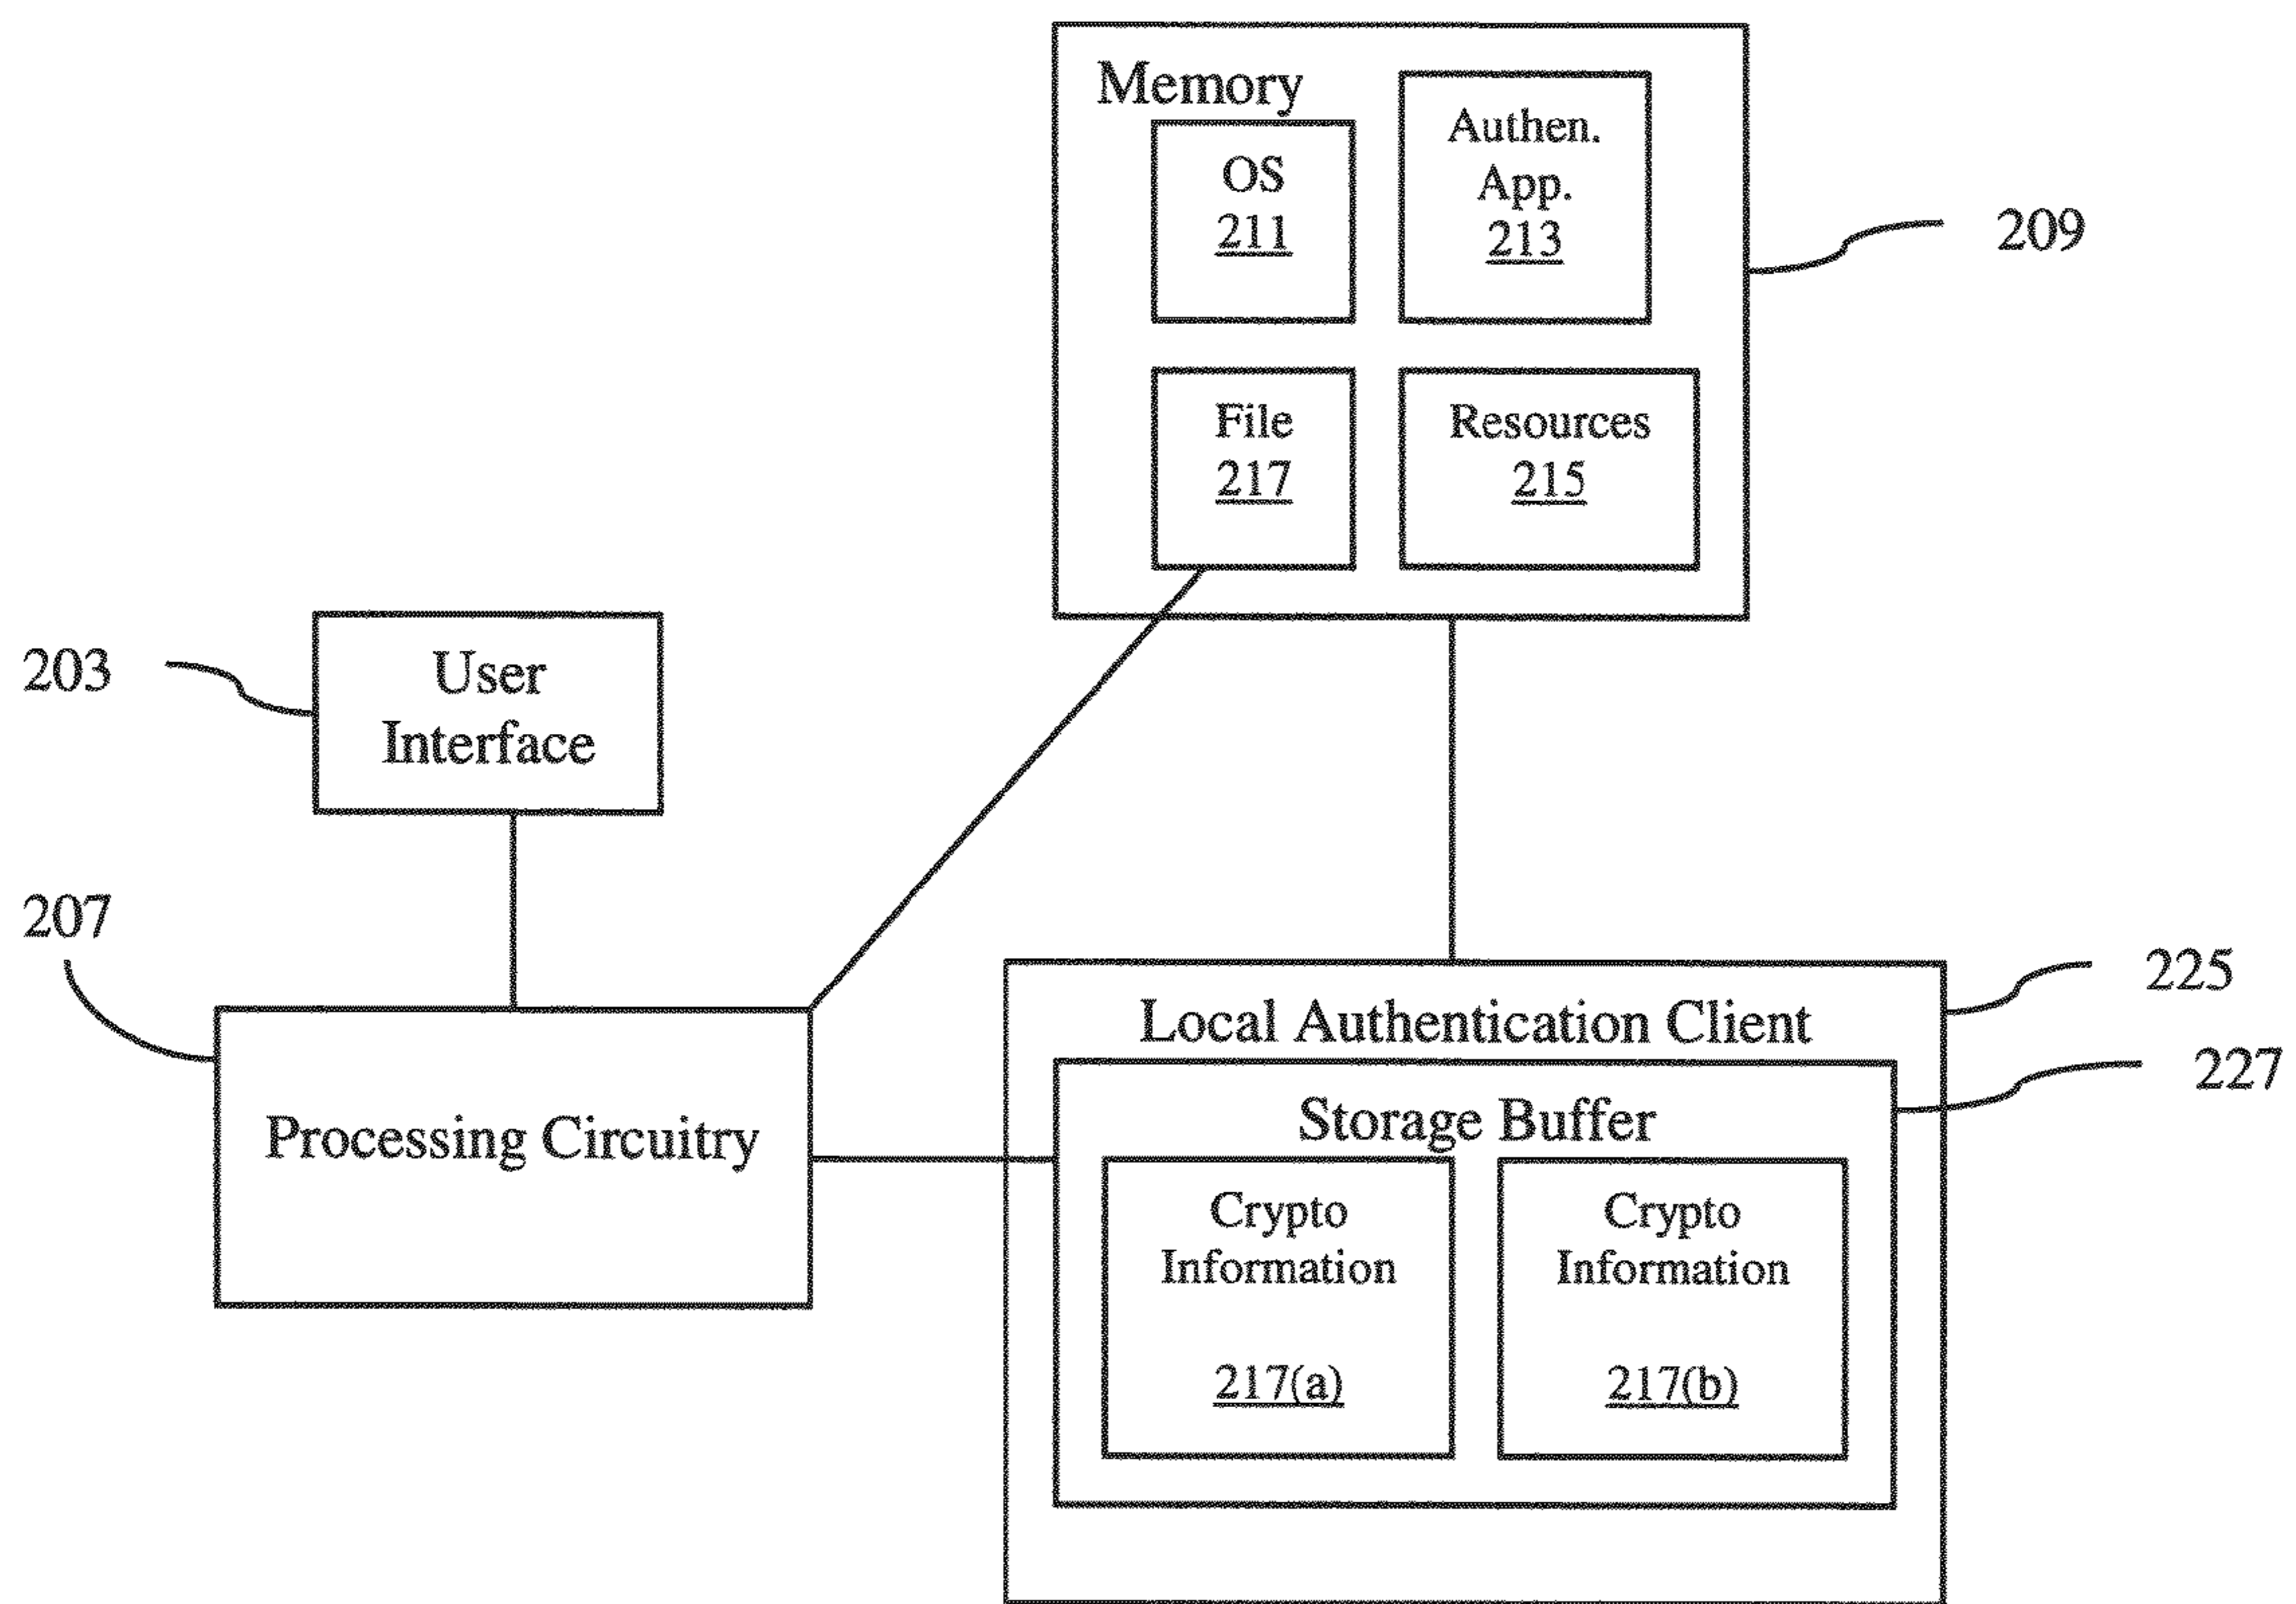 Memory
OS
211
Authen.
App.
213
209
File
217
Resources
215
203
User
Interface
207
Processing Circuitry
225
Local Authentication Client
227
Storage Buffer
Crypto
Information
217(a)
Crypto
Information
217(b)